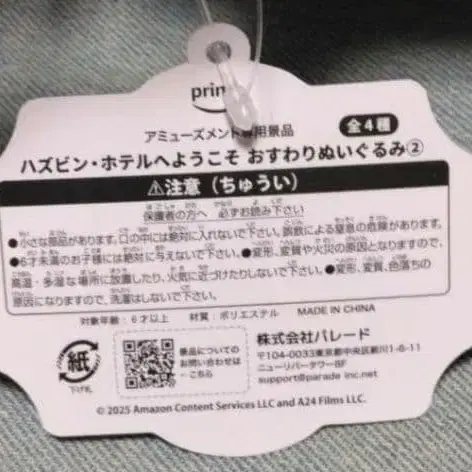 prim
アミューズメント専用景品
全4種
ハズビン・ホテルへようこそ おすわりぬいぐるみ②
⚠注意（ちゅうい）
保護者の方へ 必ずお読み下さい
●小さな部品があります。口の中には絶対に入れないで下さい。誤飲による窒息の危険があります。
●6才未満のお子様には絶対に与えないで下さい。●変形、変質や火災の原因となりますので、
高温・多湿な場所に放置したり、火気に近づけたりしないで下さい。●変形、変質、色落ちの
原因になりますので、洗濯はしないで下さい。
対象年齢：6才以上 材質：ポリエステル MADE IN CHINA
紙
下げ札
景品についての
お問い合わせは
こちら
株式会社パレード
〒104-0033東京都中央区新川1-8-11
ニューリバータワー8F
support@parade inc.net
© 2025 Amazon Content Services LLC and A24 Films LLC.